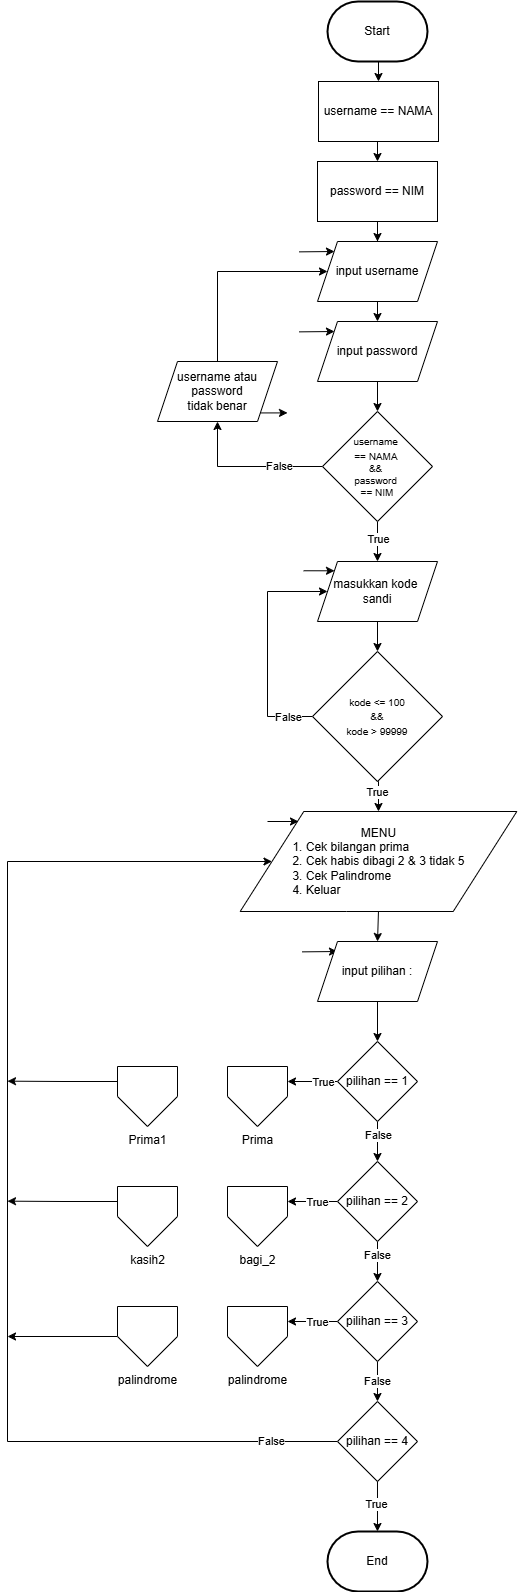 Start
username == NAMA
password == NIM
input username
input password
username atau
password
tidak benar
username
== NAMA
&&
password
== NIM
False
True
masukkan kode
sandi
kode <= 100
&&
kode > 99999
False
True
MENU
1. Cek bilangan prima
2. Cek habis dibagi 2 & 3 tidak 5
3. Cek Palindrome
4. Keluar
input pilihan :
pilihan == 1
True
Prima1
Prima
False
pilihan == 2
True
kasih2
bagi_2
False
pilihan == 3
True
palindrome
palindrome
False
pilihan == 4
False
True
End